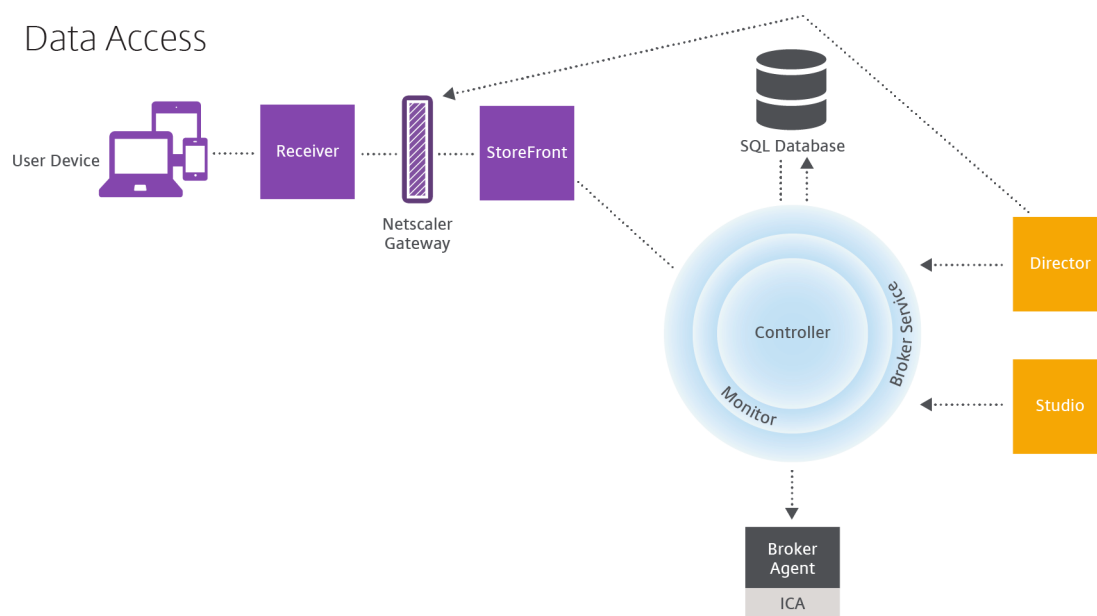 Data Access
User Device
Receiver
Netscaler
Gateway
StoreFront
SQL Database
Controller
Monitor
Broker Service
Director
Studio
Broker
Agent
ICA